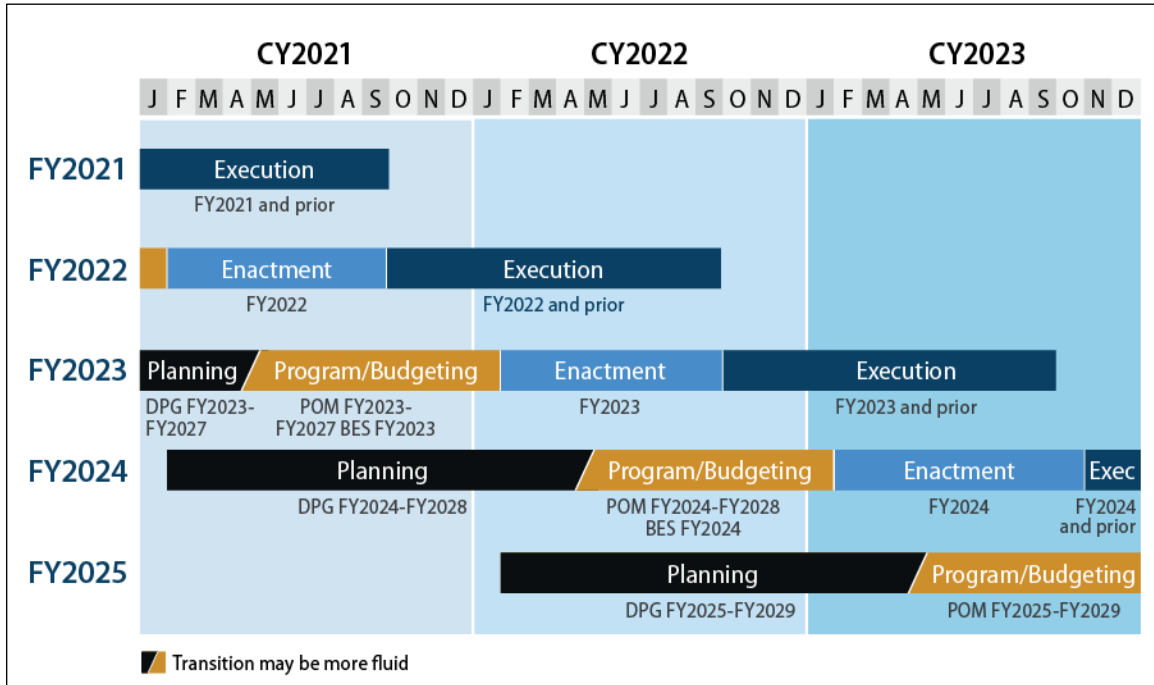 CY2021 CY2022 CY2023
J F M A M J J A S O N D J F M A M J J A S O N D J F M A M J J A S O N D
FY2021 Execution
FY2021 and prior
FY2022 Enactment Execution
FY2022 FY2022 and prior
FY2023 Planning Program/Budgeting Enactment Execution
DPG FY2023- POM FY2023- FY2023 FY2023 and prior
FY2027 FY2027 BES FY2023
FY2024 Planning Program/Budgeting Enactment Exec
DPG FY2024-FY2028 POM FY2024-FY2028 FY2024 FY2024
BES FY2024 and prior
FY2025 Planning Program/Budgeting
DPG FY2025-FY2029 POM FY2025-FY2029
Transition may be more fluid